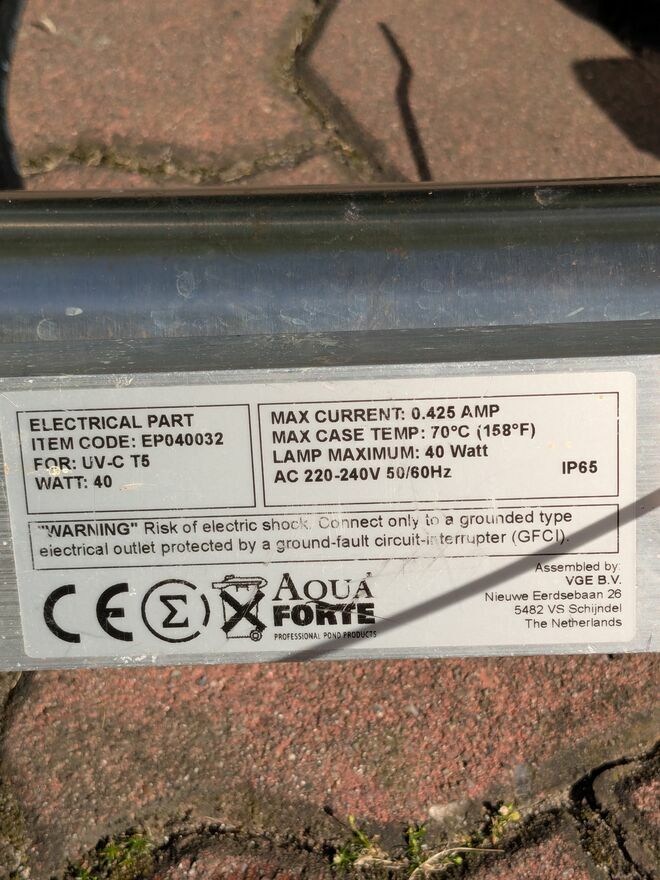 ELECTRICAL PART
ITEM CODE: EP040032
FOR: UV-C T5
WATT: 40
MAX CURRENT: 0.425 AMP
MAX CASE TEMP: 70°C (158°F)
LAMP MAXIMUM: 40 Watt
AC 220-240V 50/60Hz
IP65
"WARNING" Risk of electric shock. Connect only to a grounded type
electrical outlet protected by a ground-fault circuit-interrupter (GFCI).
CE Σ
AQUA
FORTE
PROFESSIONAL POND PRODUCTS
Assembled by:
VGE B.V.
Nieuwe Eerdsebaan 26
5482 VS Schijndel
The Netherlands